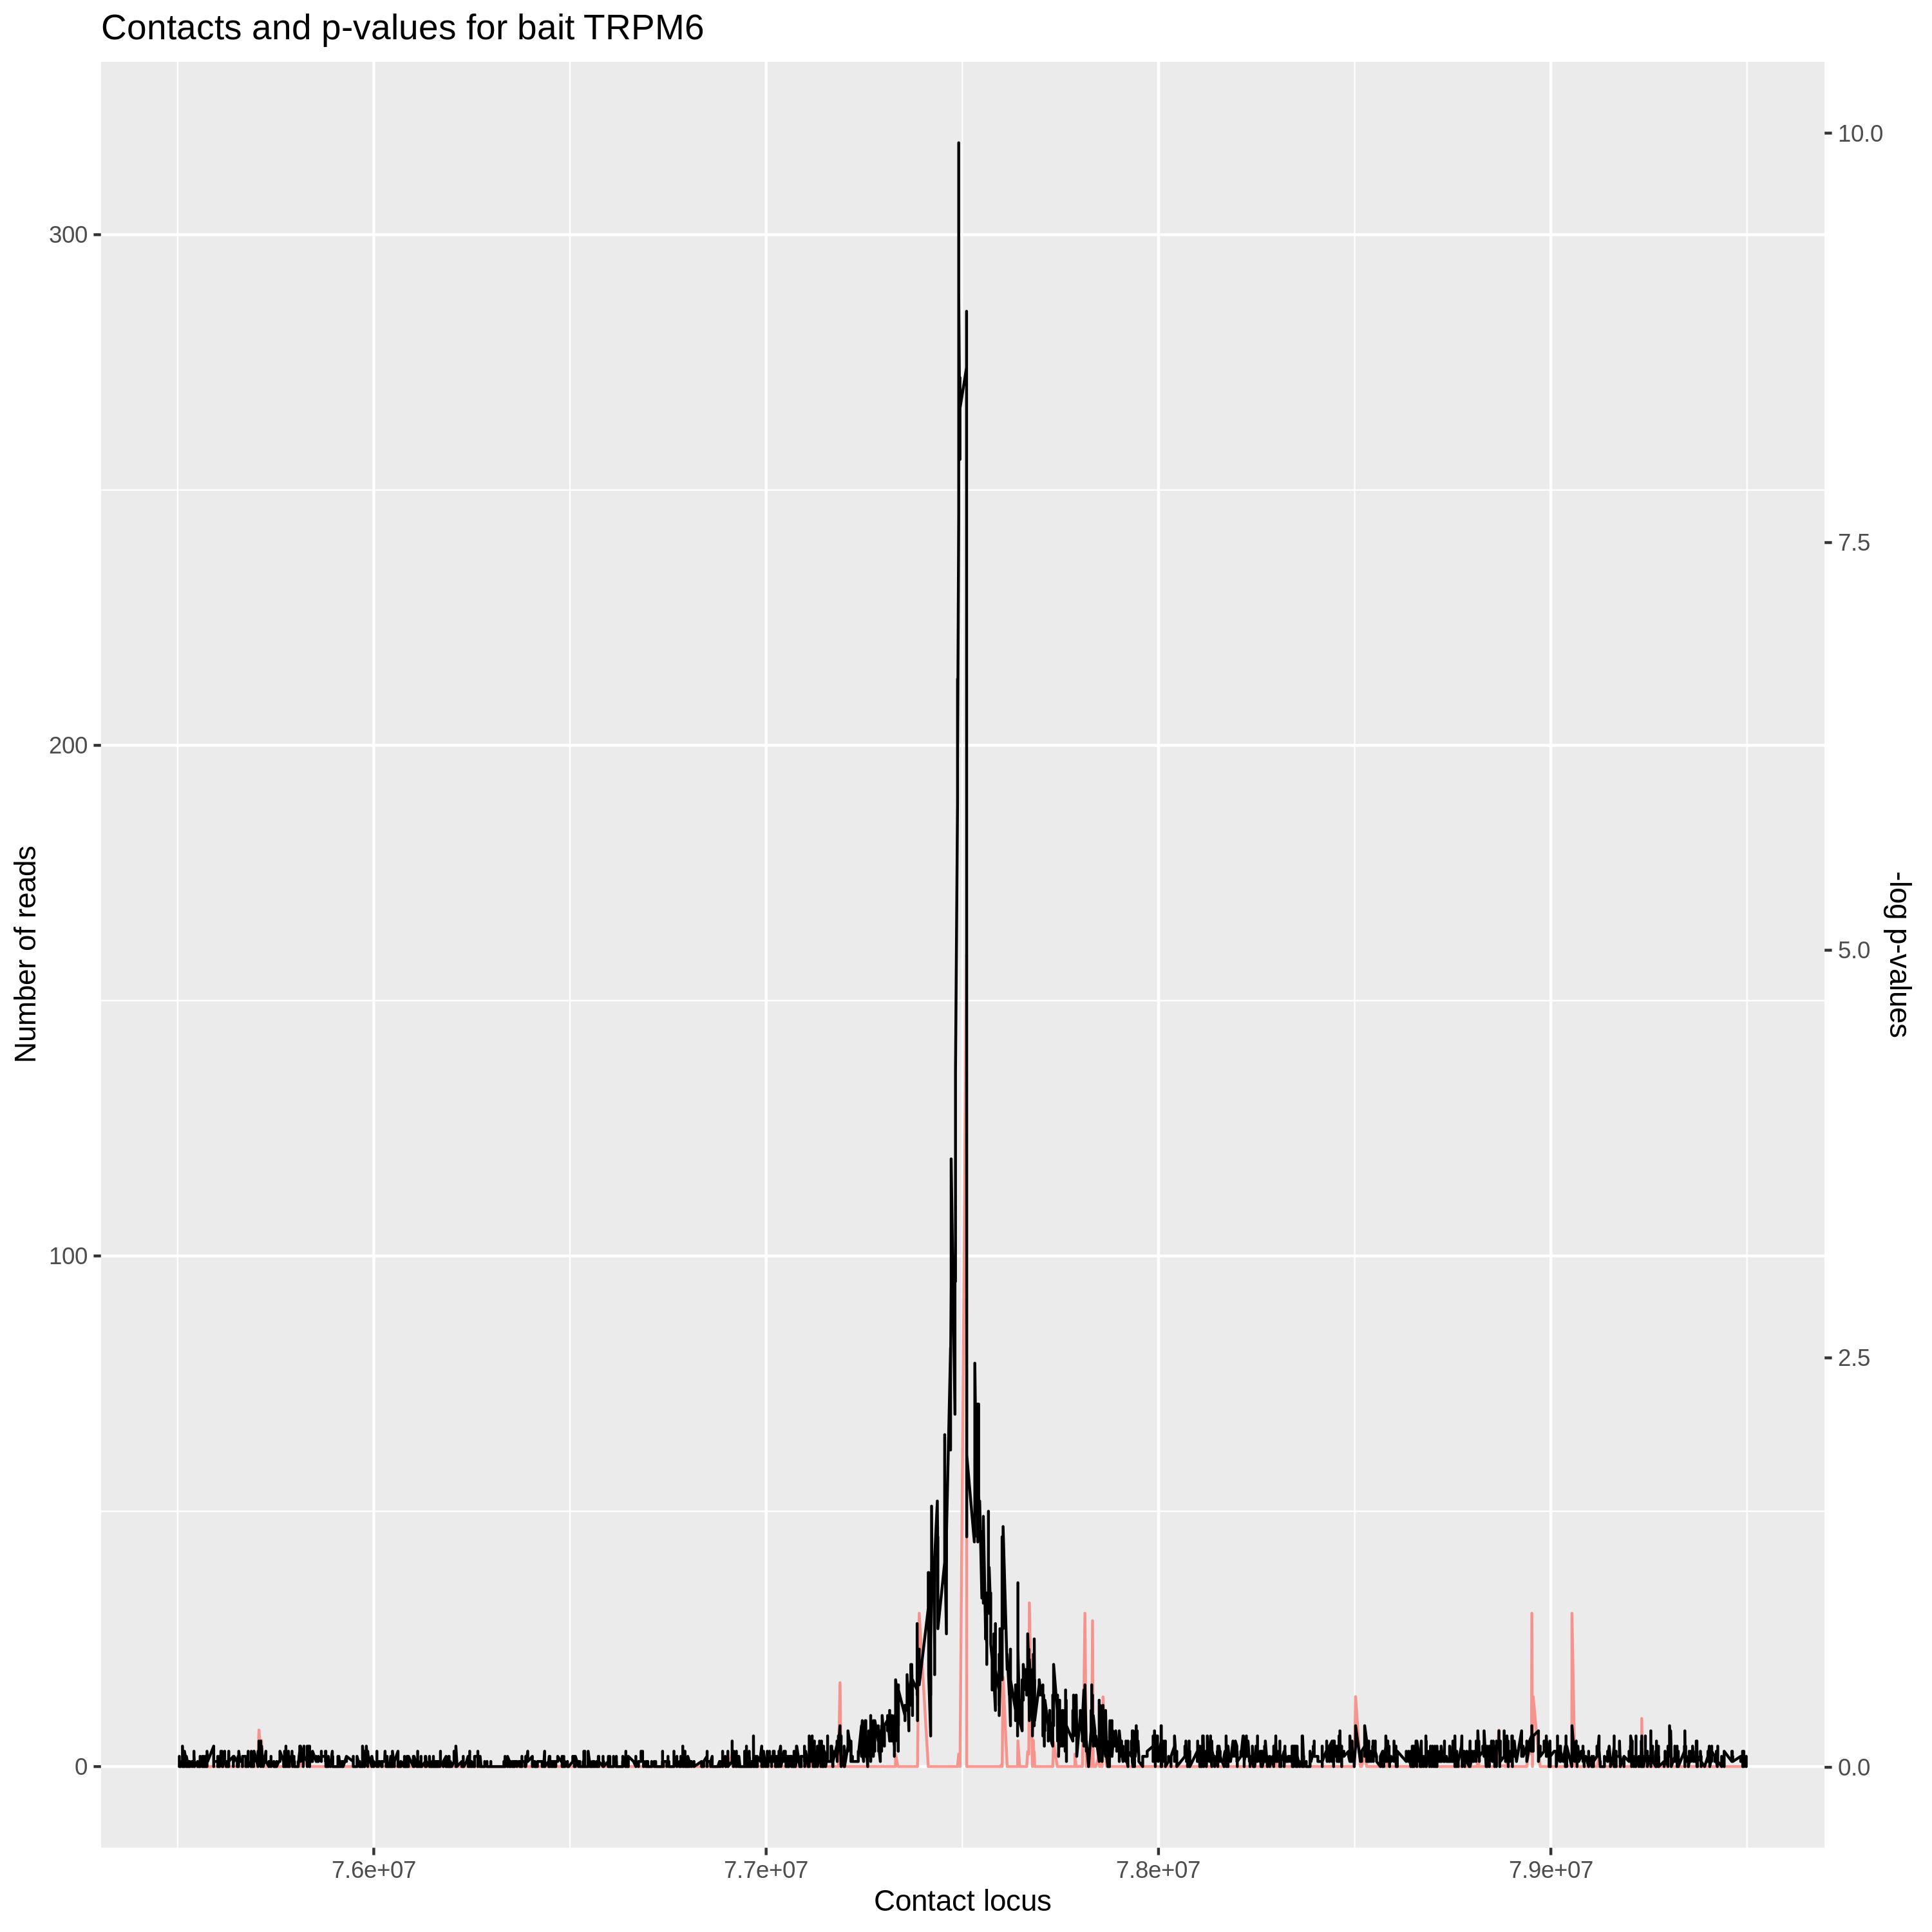 Contacts and p-values for bait TRPM6
300
200
100
0
Number of reads
10.0
7.5
5.0
2.5
0.0
-log p-values
7.6e+07
7.7e+07
7.8e+07
7.9e+07
Contact locus